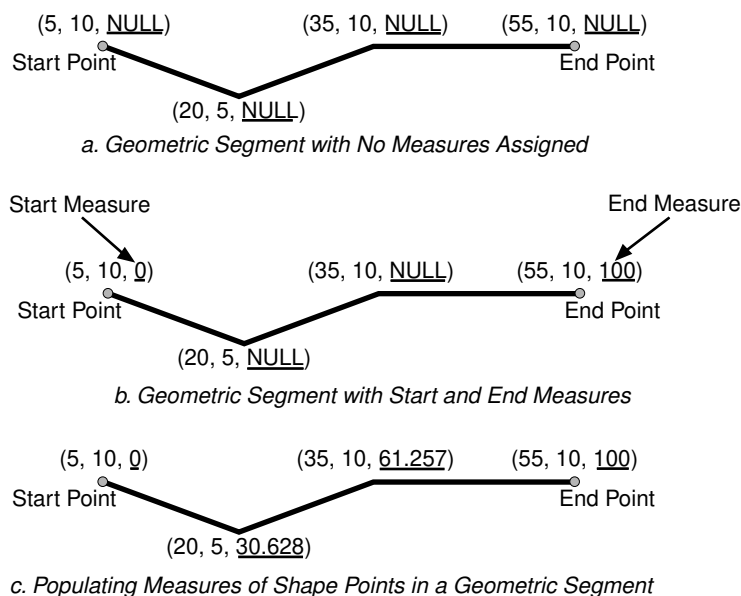 (5, 10, NULL) (35, 10, NULL) (55, 10, NULL)
Start Point End Point
(20, 5, NULL)
a. Geometric Segment with No Measures Assigned
Start Measure End Measure
(5, 10, 0) (35, 10, NULL) (55, 10, 100)
Start Point End Point
(20, 5, NULL)
b. Geometric Segment with Start and End Measures
(5, 10, 0) (35, 10, 61.257) (55, 10, 100)
Start Point End Point
(20, 5, 30.628)
c. Populating Measures of Shape Points in a Geometric Segment